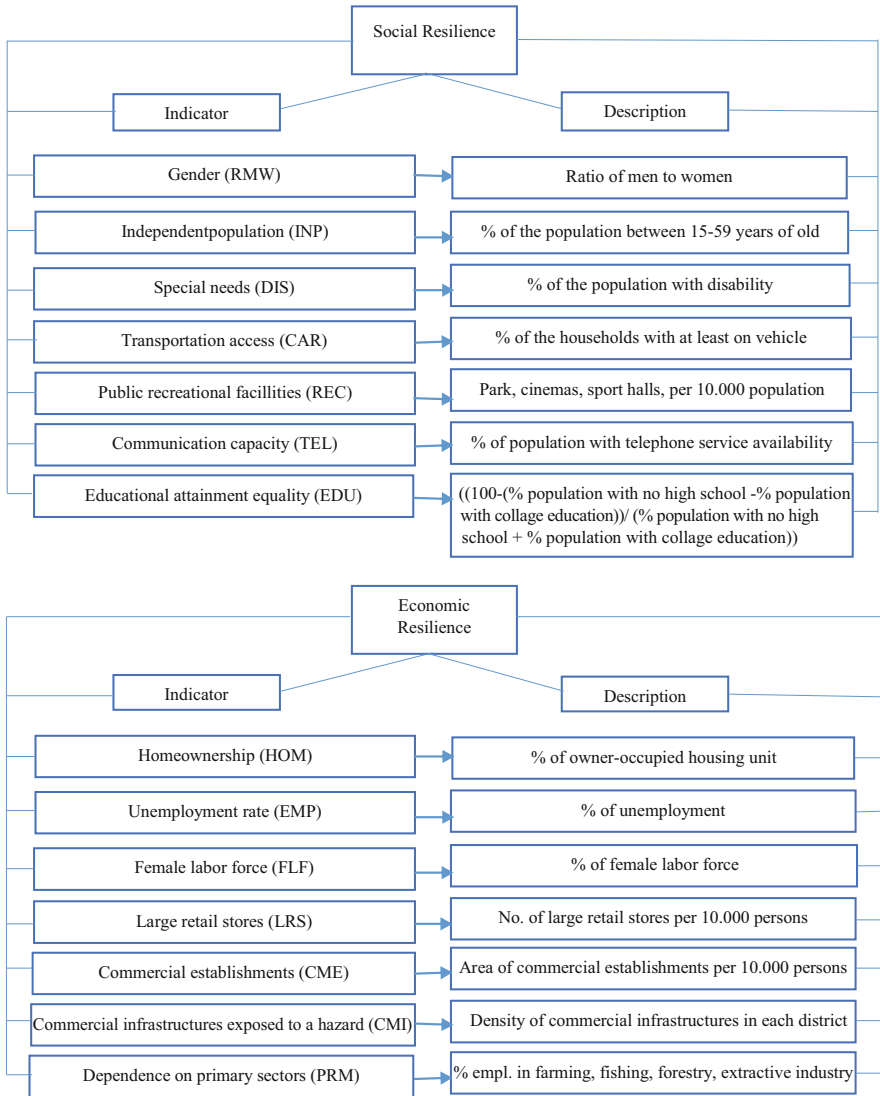 Social Resilience
Indicator
Description
Gender (RMW)
Ratio of men to women
Independentpopulation (INP)
% of the population between 15-59 years of old
Special needs (DIS)
% of the population with disability
Transportation access (CAR)
% of the households with at least on vehicle
Public recreational facillities (REC)
Park, cinemas, sport halls, per 10.000 population
Communication capacity (TEL)
% of population with telephone service availability
Educational attainment equality (EDU)
((100-(% population with no high school -% population
with collage education))/ (% population with no high
school + % population with collage education))
Economic
Resilience
Indicator
Description
Homeownership (HOM)
% of owner-occupied housing unit
Unemployment rate (EMP)
% of unemployment
Female labor force (FLF)
% of female labor force
Large retail stores (LRS)
No. of large retail stores per 10.000 persons
Commercial establishments (CME)
Area of commercial establishments per 10.000 persons
Commercial infrastructures exposed to a hazard (CMI)
Density of commercial infrastructures in each district
Dependence on primary sectors (PRM)
% empl. in farming, fishing, forestry, extractive industry